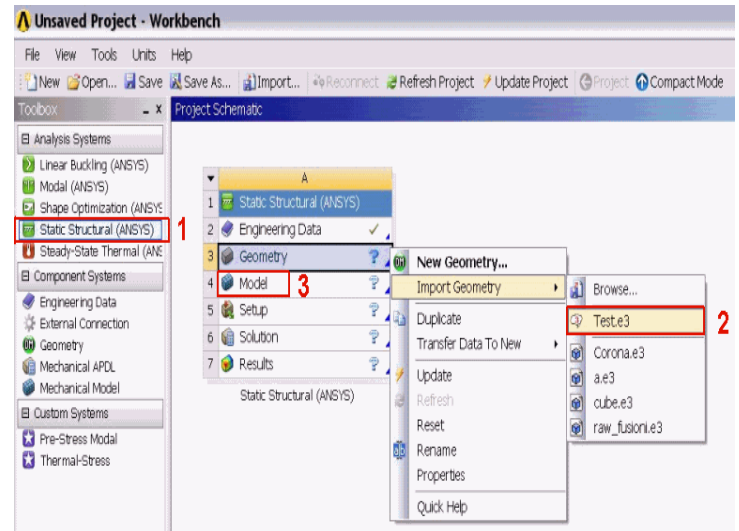 Unsaved Project - Workbench
File View Tools Units Help
New Open... Save Save As... Import... Reconnect Refresh Project Update Project Project Compact Mode
Toolbox - x Project Schematic
Analysis Systems
Linear Buckling (ANSYS)
Modal (ANSYS)
Shape Optimization (ANSYS
Static Structural (ANSYS) 1
Steady-State Thermal (ANS
Component Systems
Engineering Data
External Connection
Geometry
Mechanical APDL
Mechanical Model
Custom Systems
Pre-Stress Modal
Thermal-Stress
A
1 Static Structural (ANSYS)
2 Engineering Data
3 Geometry ?
4 Model 3 ?
5 Setup ?
6 Solution ?
7 Results ?
Static Structural (ANSYS)
New Geometry...
Import Geometry
Duplicate
Transfer Data To New
Update
Refresh
Reset
Rename
Properties
Quick Help
Browse...
Test.e3 2
Corona.e3
a.e3
cube.e3
raw_fusioni.e3